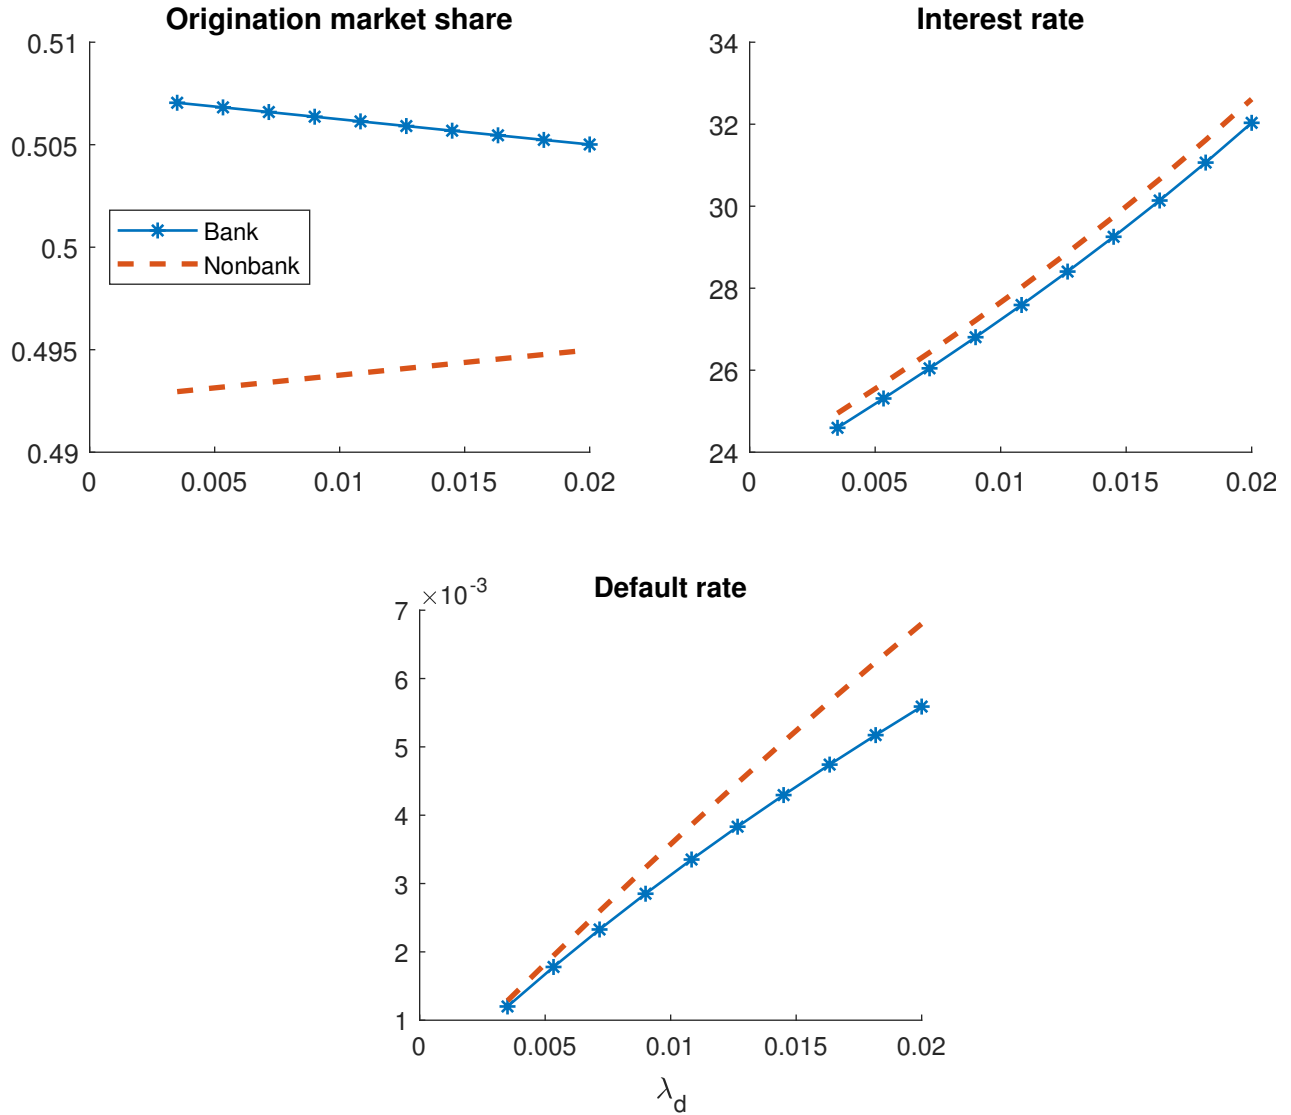 Origination market share
0.51
0.505
0.5
0.495
0.49
0 0.005 0.01 0.015 0.02
Bank
Nonbank
Interest rate
34
32
30
28
26
24
0 0.005 0.01 0.015 0.02
Default rate
×10⁻³
7
6
5
4
3
2
1
0 0.005 0.01 0.015 0.02
λ_d